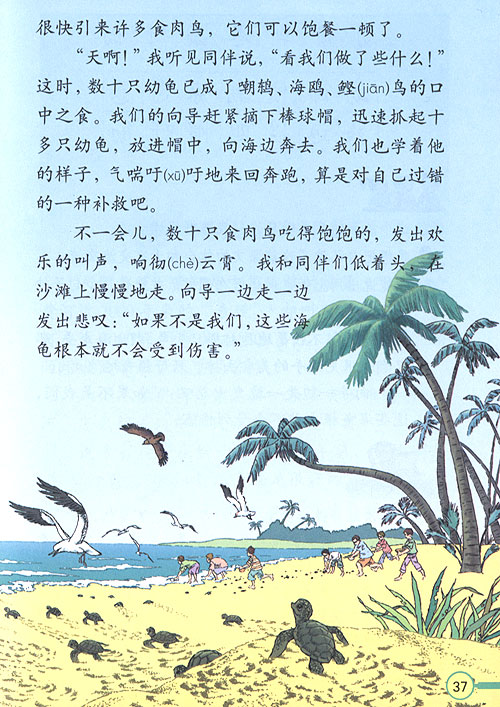 很快引来许多食肉鸟，它们可以饱餐一顿了。
“天啊！”我听见同伴说，“看我们做了些什么！”
这时，数十只幼龟已成了嘲鸫、海鸥、鲣(jiān)鸟的口
中之食。我们的向导赶紧摘下棒球帽，迅速抓起十
多只幼龟，放进帽中，向海边奔去。我们也学着他
的样子，气喘吁(xū)吁地来回奔跑，算是对自己过错
的一种补救吧。
不一会儿，数十只食肉鸟吃得饱饱的，发出欢
乐的叫声，响彻(chè)云霄。我和同伴们低着头，在
沙滩上慢慢地走。向导一边走一边
发出悲叹：“如果不是我们，这些海
龟根本就不会受到伤害。”
37